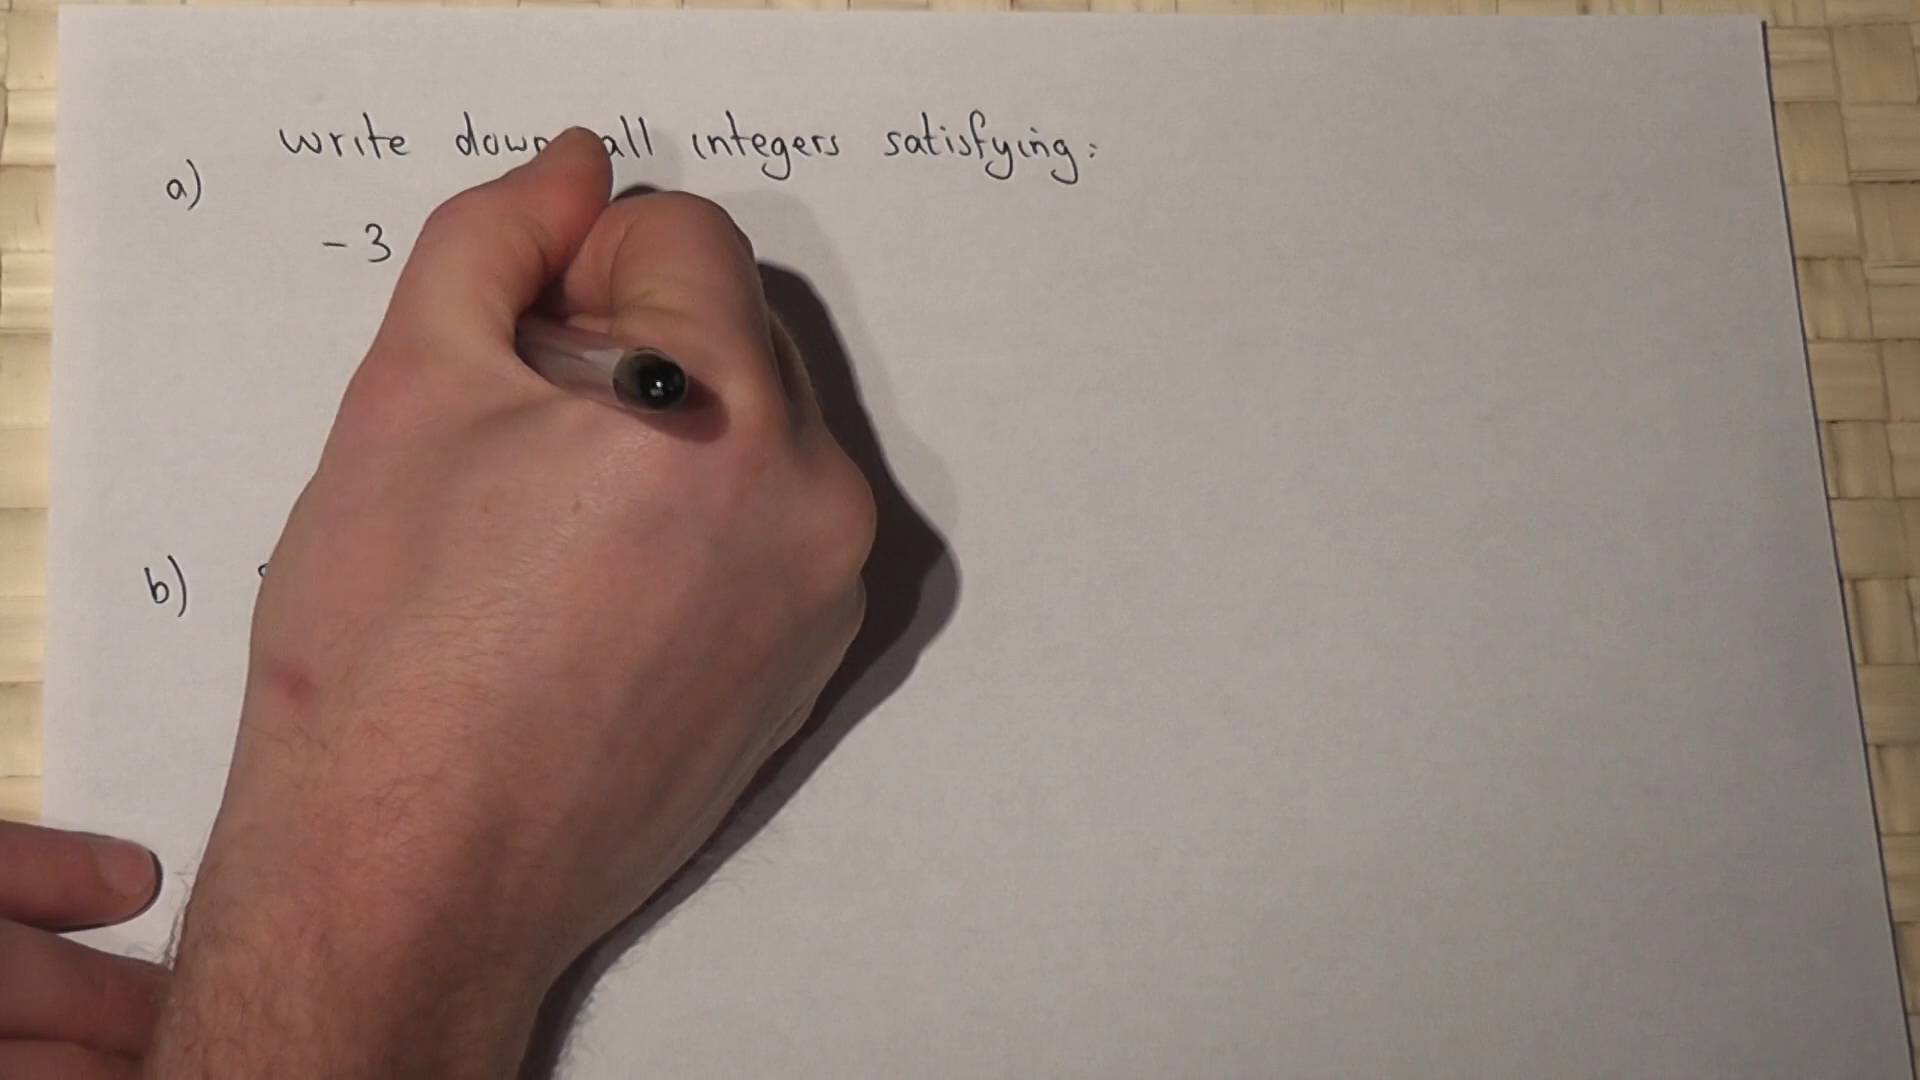 write down all integers satisfying:
a)
- 3
b)